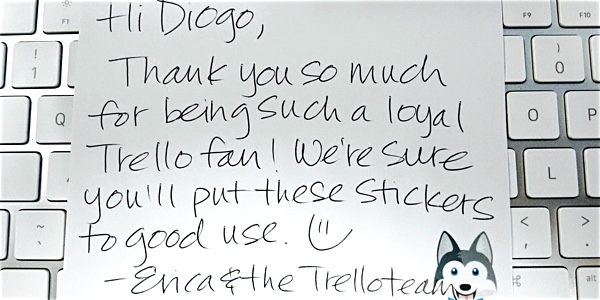 Hi Diogo,
Thank you so much
for being such a loyal
Trello fan! We're sure
you'll put these stickers
to good use.
-Erica & the Trello team
F1
F9
F10
!
1
)
0
Q
O
P
L
~
<
,
>
.
⌘